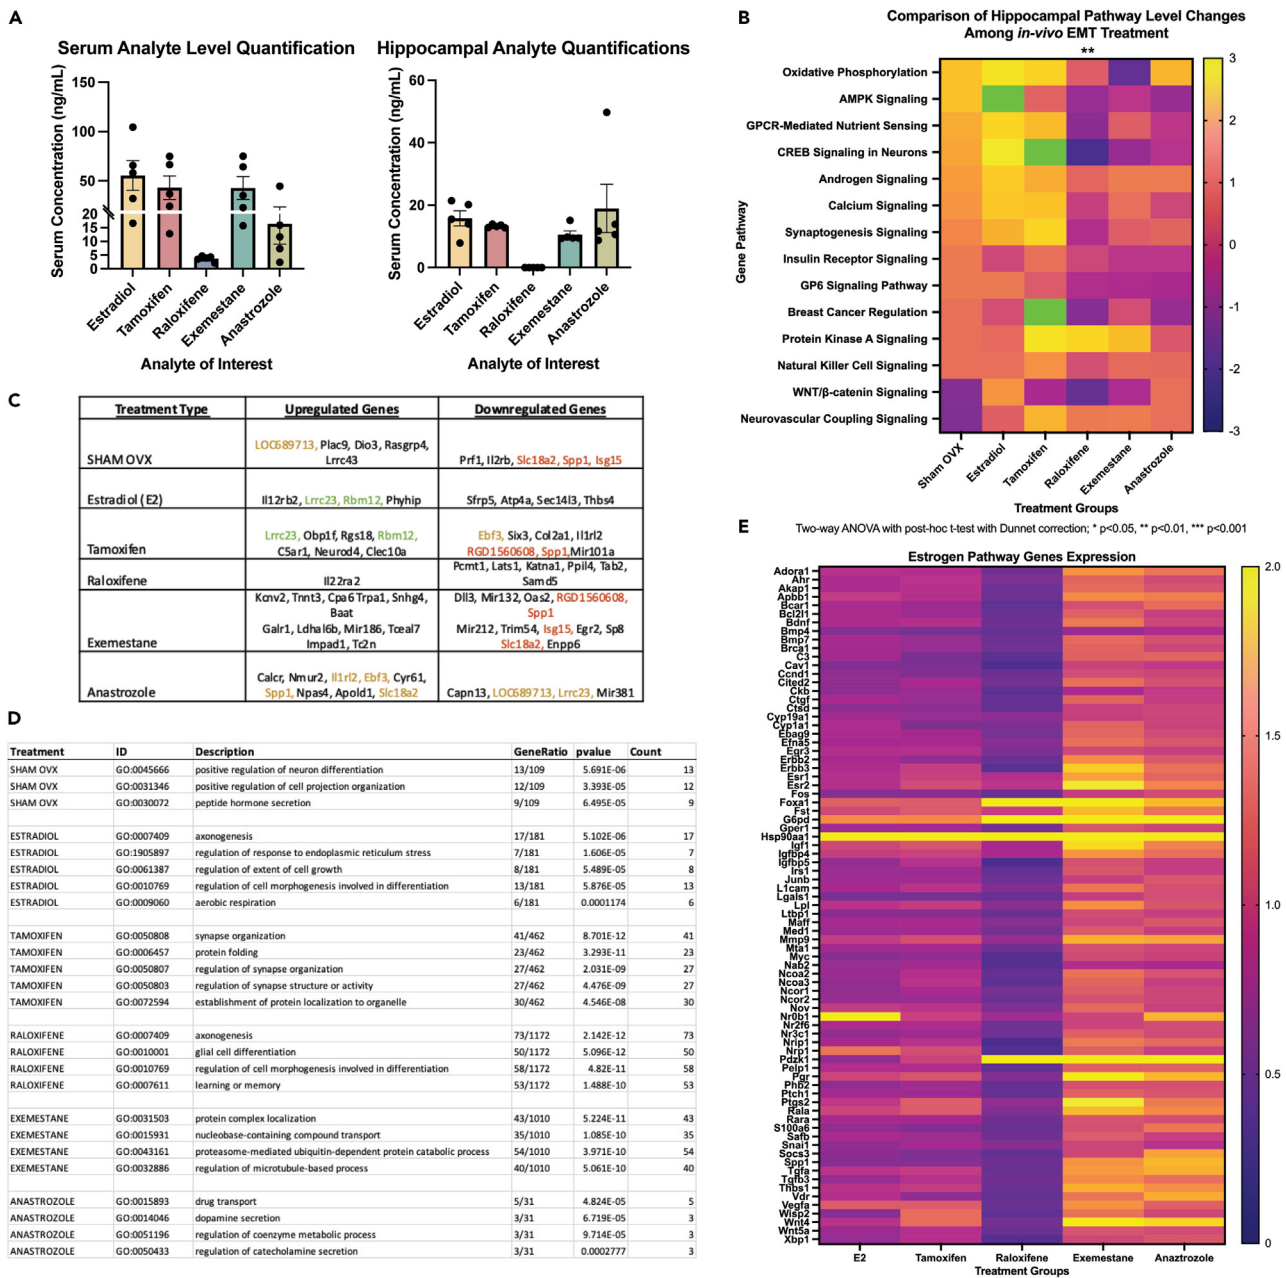 A
Serum Analyte Level Quantification
Serum Concentration (ng/mL)
150
100
50
20
15
10
5
0
Estradiol
Tamoxifen
Raloxifene
Exemestane
Anastrozole
Analyte of Interest
Hippocampal Analyte Quantifications
Serum Concentration (ng/mL)
60
40
20
0
Estradiol
Tamoxifen
Raloxifene
Exemestane
Anastrozole
Analyte of Interest
B
Comparison of Hippocampal Pathway Level Changes
Among in-vivo EMT Treatment
**
Gene Pathway
Oxidative Phosphorylation
AMPK Signaling
GPCR-Mediated Nutrient Sensing
CREB Signaling in Neurons
Androgen Signaling
Calcium Signaling
Synaptogenesis Signaling
Insulin Receptor Signaling
GP6 Signaling Pathway
Breast Cancer Regulation
Protein Kinase A Signaling
Natural Killer Cell Signaling
WNT/β-catenin Signaling
Neurovascular Coupling Signaling
Sham OVX
Estradiol
Tamoxifen
Raloxifene
Exemestane
Anastrozole
Treatment Groups
3
2
1
0
-1
-2
-3
Two-way ANOVA with post-hoc t-test with Dunnet correction; * p<0.05, ** p<0.01, *** p<0.001
C
Treatment Type Upregulated Genes Downregulated Genes
SHAM OVX LOC689713, Plac9, Dio3, Rasgrp4, Lrrc43 Prf1, Il2rb, Slc18a2, Spp1, Isg15
Estradiol (E2) Il12rb2, Lrrc23, Rbm12, Phyhip Sfrp5, Atp4a, Sec14l3, Thbs4
Tamoxifen Lrrc23, Obp1f, Rgs18, Rbm12, C5ar1, Neurod4, Clec10a Ebf3, Six3, Col2a1, Il1rl2 RGD1560608, Spp1,Mir101a
Raloxifene Il22ra2 Pcmt1, Lats1, Katna1, Ppil4, Tab2, Samd5
Exemestane Kcnv2, Tnnt3, Cpa6 Trpa1, Snhg4, Baat Galr1, Ldhal6b, Mir186, Tceal7 Impad1, Tc2n Dll3, Mir132, Oas2, RGD1560608, Spp1 Mir212, Trim54, Isg15, Egr2, Sp8 Slc18a2, Enpp6
Anastrozole Calcr, Nmur2, Il1rl2, Ebf3, Cyr61, Spp1, Npas4, Apold1, Slc18a2 Capn13, LOC689713, Lrrc23, Mir381
D
Treatment ID Description GeneRatio pvalue Count
SHAM OVX GO:0045666 positive regulation of neuron differentiation 13/109 5.691E-06 13
SHAM OVX GO:0031346 positive regulation of cell projection organization 12/109 3.393E-05 12
SHAM OVX GO:0030072 peptide hormone secretion 9/109 6.495E-05 9
ESTRADIOL GO:0007409 axonogenesis 17/181 5.102E-06 17
ESTRADIOL GO:1905897 regulation of response to endoplasmic reticulum stress 7/181 1.606E-05 7
ESTRADIOL GO:0061387 regulation of extent of cell growth 8/181 5.489E-05 8
ESTRADIOL GO:0010769 regulation of cell morphogenesis involved in differentiation 13/181 5.876E-05 13
ESTRADIOL GO:0009060 aerobic respiration 6/181 0.0001174 6
TAMOXIFEN GO:0050808 synapse organization 41/462 8.701E-12 41
TAMOXIFEN GO:0006457 protein folding 23/462 3.293E-11 23
TAMOXIFEN GO:0050807 regulation of synapse organization 27/462 2.031E-09 27
TAMOXIFEN GO:0050803 regulation of synapse structure or activity 27/462 4.476E-09 27
TAMOXIFEN GO:0072594 establishment of protein localization to organelle 30/462 4.546E-08 30
RALOXIFENE GO:0007409 axonogenesis 73/1172 2.142E-12 73
RALOXIFENE GO:0010001 glial cell differentiation 50/1172 5.096E-12 50
RALOXIFENE GO:0010769 regulation of cell morphogenesis involved in differentiation 58/1172 4.82E-11 58
RALOXIFENE GO:0007611 learning or memory 53/1172 1.488E-10 53
EXEMESTANE GO:0031503 protein complex localization 43/1010 5.224E-11 43
EXEMESTANE GO:0015931 nucleobase-containing compound transport 35/1010 1.085E-10 35
EXEMESTANE GO:0043161 proteasome-mediated ubiquitin-dependent protein catabolic process 54/1010 3.971E-10 54
EXEMESTANE GO:0032886 regulation of microtubule-based process 40/1010 5.061E-10 40
ANASTROZOLE GO:0015893 drug transport 5/31 4.824E-05 5
ANASTROZOLE GO:0014046 dopamine secretion 3/31 6.719E-05 3
ANASTROZOLE GO:0051196 regulation of coenzyme metabolic process 3/31 9.714E-05 3
ANASTROZOLE GO:0050433 regulation of catecholamine secretion 3/31 0.0002777 3
E
Estrogen Pathway Genes Expression
Adora1
Ahr
Akap1
Apbb1
Bcar1
Bcl2l1
Bdnf
Bmp4
Bmp7
Brca1
C3
Cav1
Ccnd1
Cited2
Ckb
Ctgf
Ctsd
Cyp19a1
Cyp1a1
Ebag9
Efna5
Egr3
Erbb2
Erbb3
Esr1
Esr2
Fos
Foxa1
Fst
G6pd
Gper1
Hsp90aa1
Igf1
Igfbp4
Igfbp5
Irs1
Junb
L1cam
Lgals1
Lpl
Ltbp1
Maff
Med1
Mmp9
Mta1
Myc
Nab2
Ncoa2
Ncoa3
Ncor1
Ncor2
Nov
Nr0b1
Nr2f6
Nr3c1
Nrip1
Nrp1
Pdzk1
Pelp1
Pgr
Phb2
Ptch1
Ptgs2
Rala
Rara
S100a6
Safb
Snai1
Socs3
Spp1
Tgfa
Tgfb3
Thbs1
Vdr
Vegfa
Wisp2
Wnt4
Wnt5a
Xbp1
E2
Tamoxifen
Raloxifene
Exemestane
Anaztrozole
Treatment Groups
2.0
1.5
1.0
0.5
0